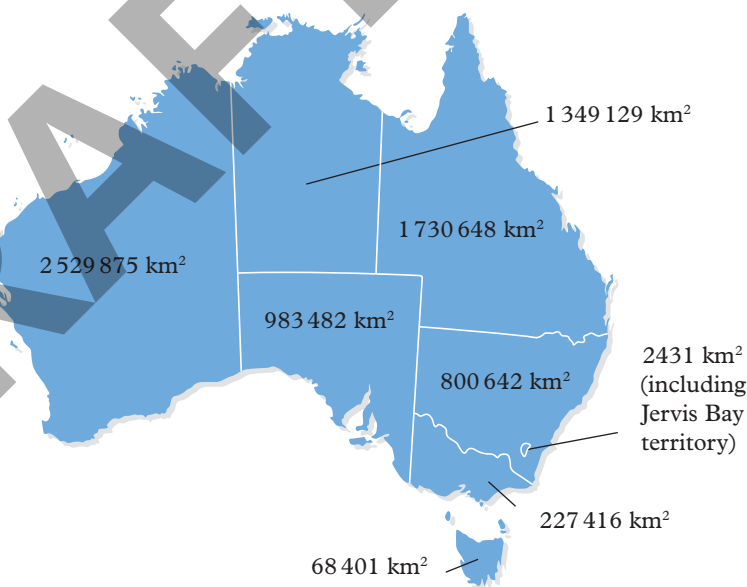 1 349 129 km²
1 730 648 km²
2 529 875 km²
983 482 km²
2431 km²
(including
Jervis Bay
territory)
800 642 km²
227 416 km²
68 401 km²